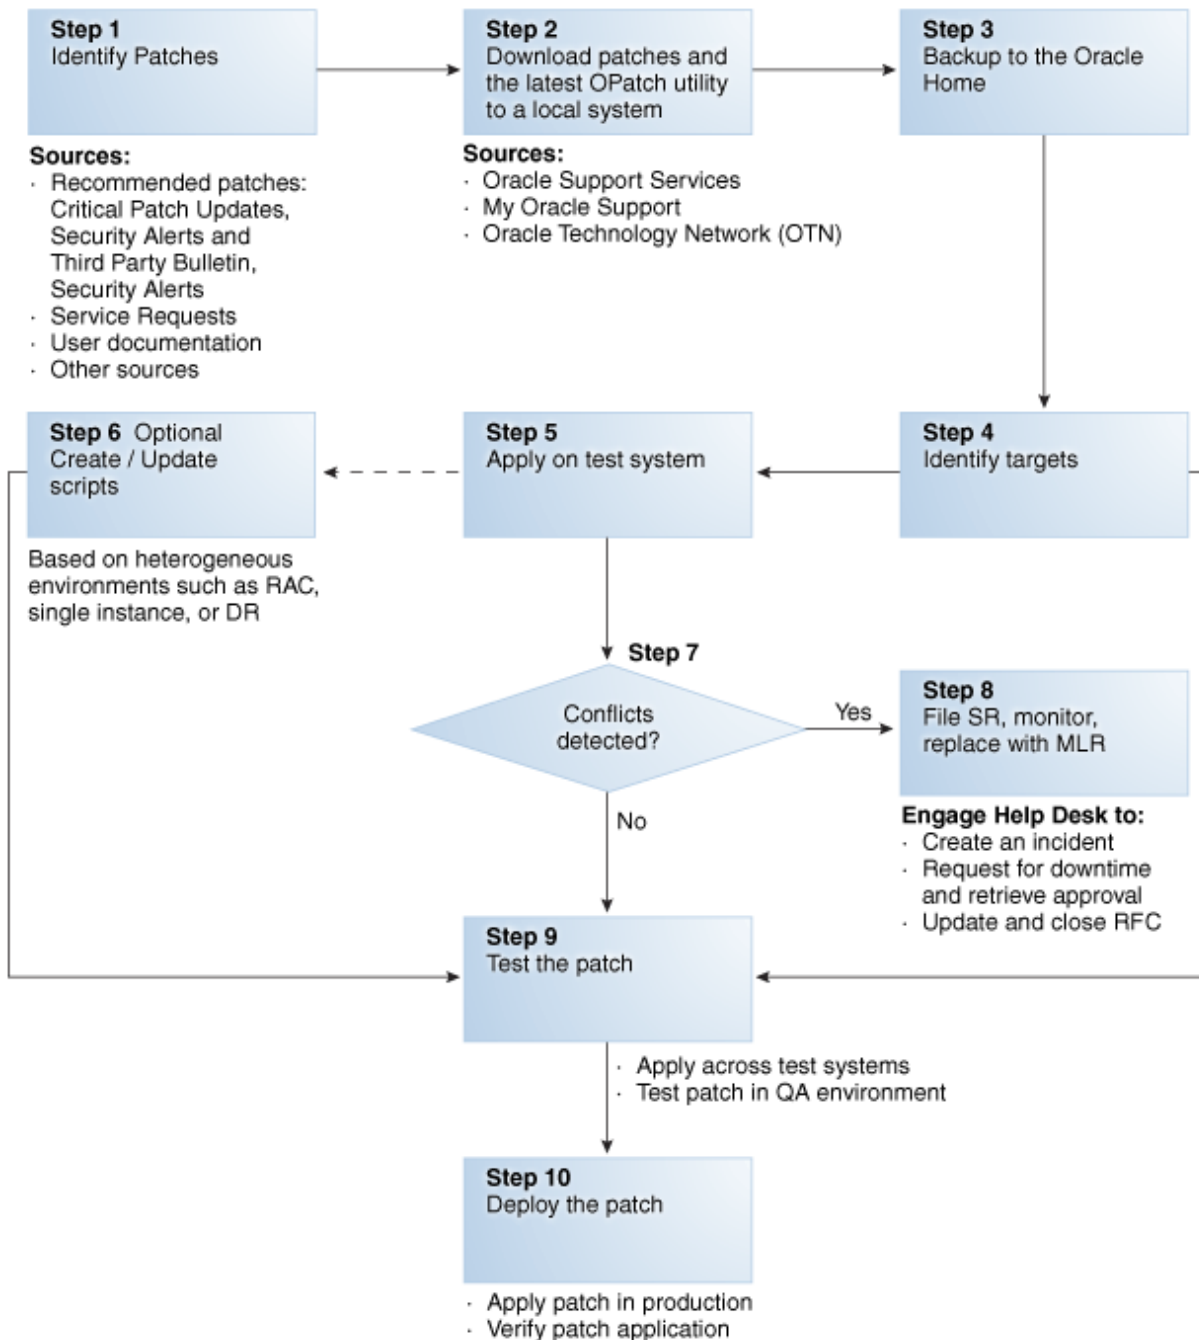 Step 1
Identify Patches
Step 2
Download patches and
the latest OPatch utility
to a local system
Step 3
Backup to the Oracle
Home
Sources:
· Recommended patches:
Critical Patch Updates,
Security Alerts and
Third Party Bulletin,
Security Alerts
· Service Requests
· User documentation
· Other sources
Sources:
· Oracle Support Services
· My Oracle Support
· Oracle Technology Network (OTN)
Step 6 Optional
Create / Update
scripts
Step 5
Apply on test system
Step 4
Identify targets
Based on heterogeneous
environments such as RAC,
single instance, or DR
Step 7
Conflicts
detected?
Yes
Step 8
File SR, monitor,
replace with MLR
No
Engage Help Desk to:
· Create an incident
· Request for downtime
and retrieve approval
· Update and close RFC
Step 9
Test the patch
· Apply across test systems
· Test patch in QA environment
Step 10
Deploy the patch
· Apply patch in production
· Verify patch application